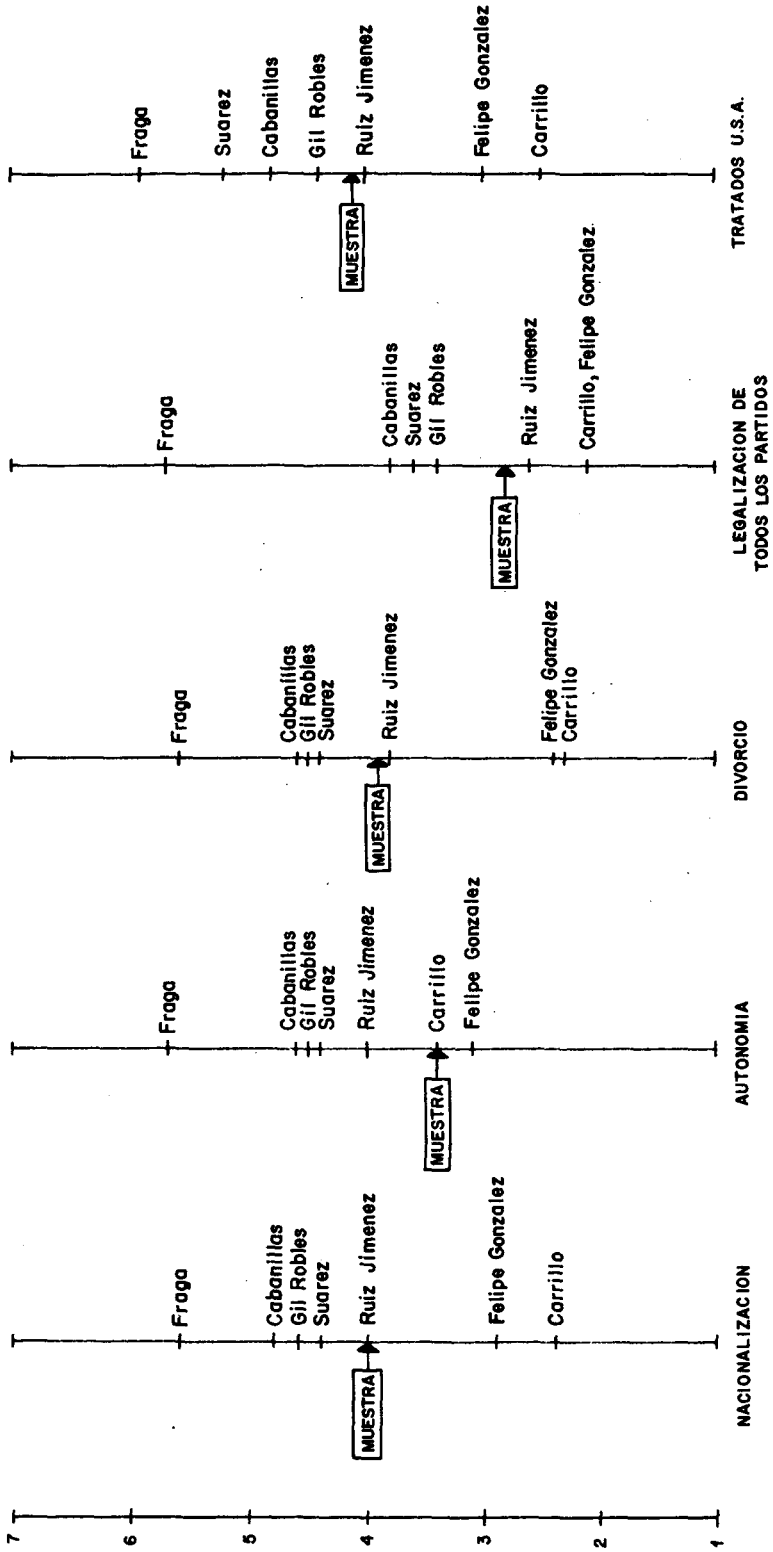 7
6
5
4
3
2
1
Fraga
Cabanillas
Gil Robles
Suarez
Ruiz Jimenez
MUESTRA
Felipe Gonzalez
Carrillo
NACIONALIZACION
Fraga
Cabanillas
Gil Robles
Suarez
Ruiz Jimenez
MUESTRA
Carrillo
Felipe Gonzalez
AUTONOMIA
Fraga
Cabanillas
Gil Robles
Suarez
MUESTRA
Ruiz Jimenez
Felipe Gonzalez
Carrillo
DIVORCIO
Fraga
Cabanillas
Suarez
Gil Robles
MUESTRA
Ruiz Jimenez
Carrillo, Felipe Gonzalez.
LEGALIZACION DE
TODOS LOS PARTIDOS
Fraga
Suarez
Cabanillas
Gil Robles
MUESTRA
Ruiz Jimenez
Felipe Gonzalez
Carrillo
TRATADOS U.S.A.